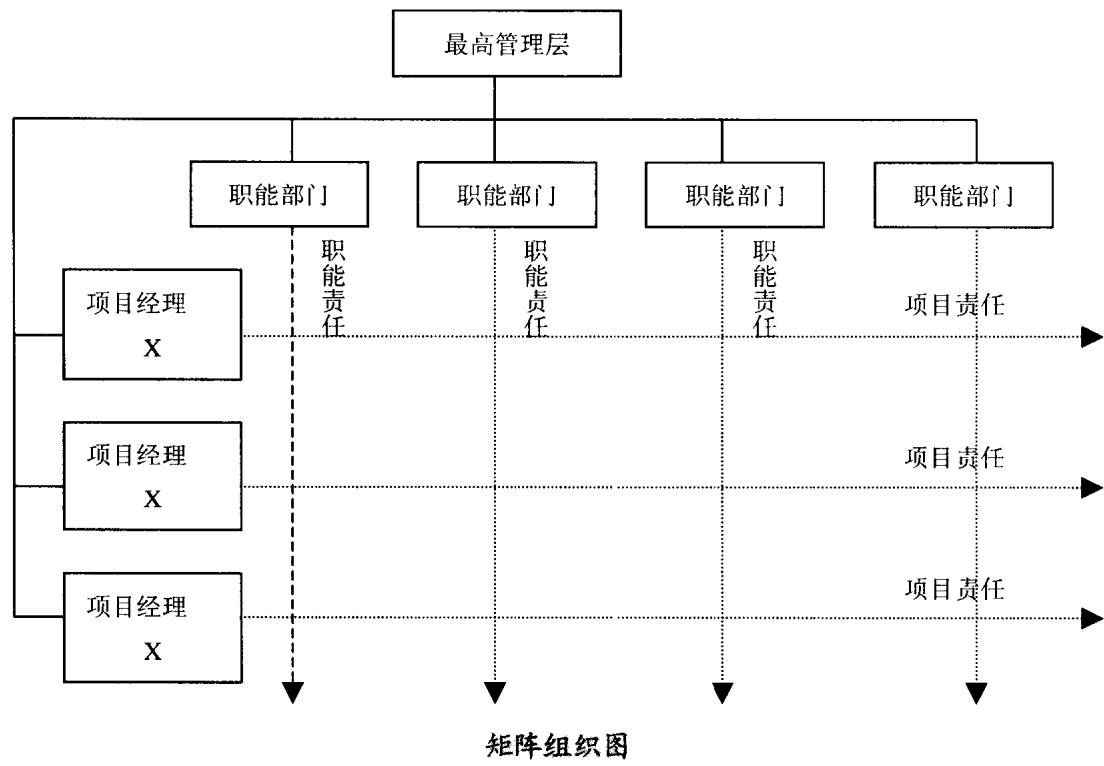 最高管理层
职能部门
职能部门
职能部门
职能部门
职能责任
职能责任
职能责任
项目经理
X
项目责任
项目经理
X
项目责任
项目经理
X
项目责任
矩阵组织图